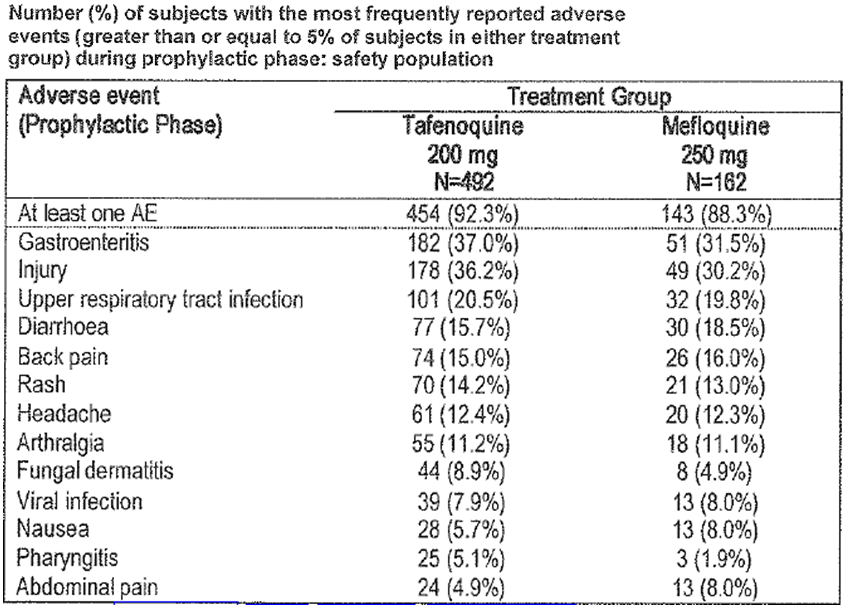 Number (%) of subjects with the most frequently reported adverse
events (greater than or equal to 5% of subjects in either treatment
group) during prophylactic phase: safety population
Adverse event Treatment Group
(Prophylactic Phase) Tafenoquine Mefloquine
200 mg 250 mg
N=492 N=162
At least one AE 454 (92.3%) 143 (88.3%)
Gastroenteritis 182 (37.0%) 51 (31.5%)
Injury 178 (36.2%) 49 (30.2%)
Upper respiratory tract infection 101 (20.5%) 32 (19.8%)
Diarrhoea 77 (15.7%) 30 (18.5%)
Back pain 74 (15.0%) 26 (16.0%)
Rash 70 (14.2%) 21 (13.0%)
Headache 61 (12.4%) 20 (12.3%)
Arthralgia 55 (11.2%) 18 (11.1%)
Fungal dermatitis 44 (8.9%) 8 (4.9%)
Viral infection 39 (7.9%) 13 (8.0%)
Nausea 28 (5.7%) 13 (8.0%)
Pharyngitis 25 (5.1%) 3 (1.9%)
Abdominal pain 24 (4.9%) 13 (8.0%)